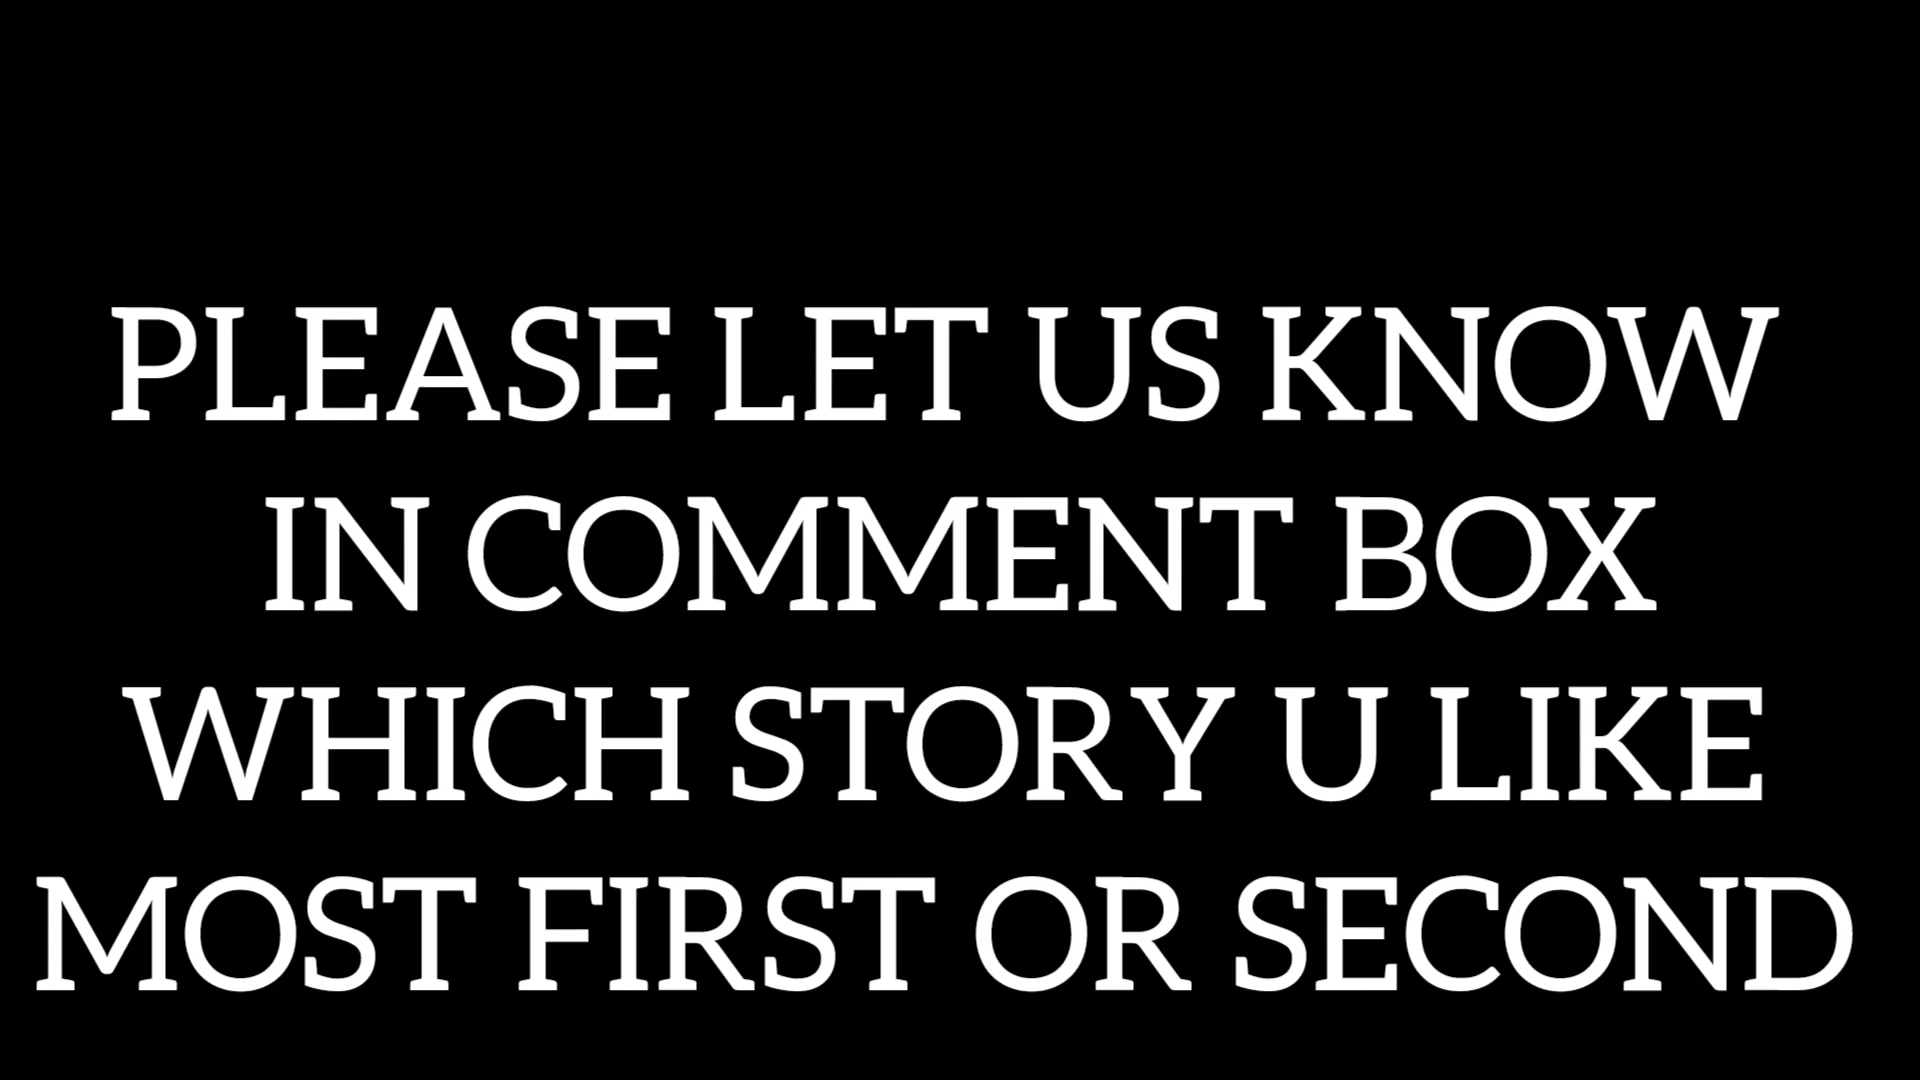 PLEASE LET US KNOW
IN COMMENT BOX
WHICH STORY U LIKE
MOST FIRST OR SECOND